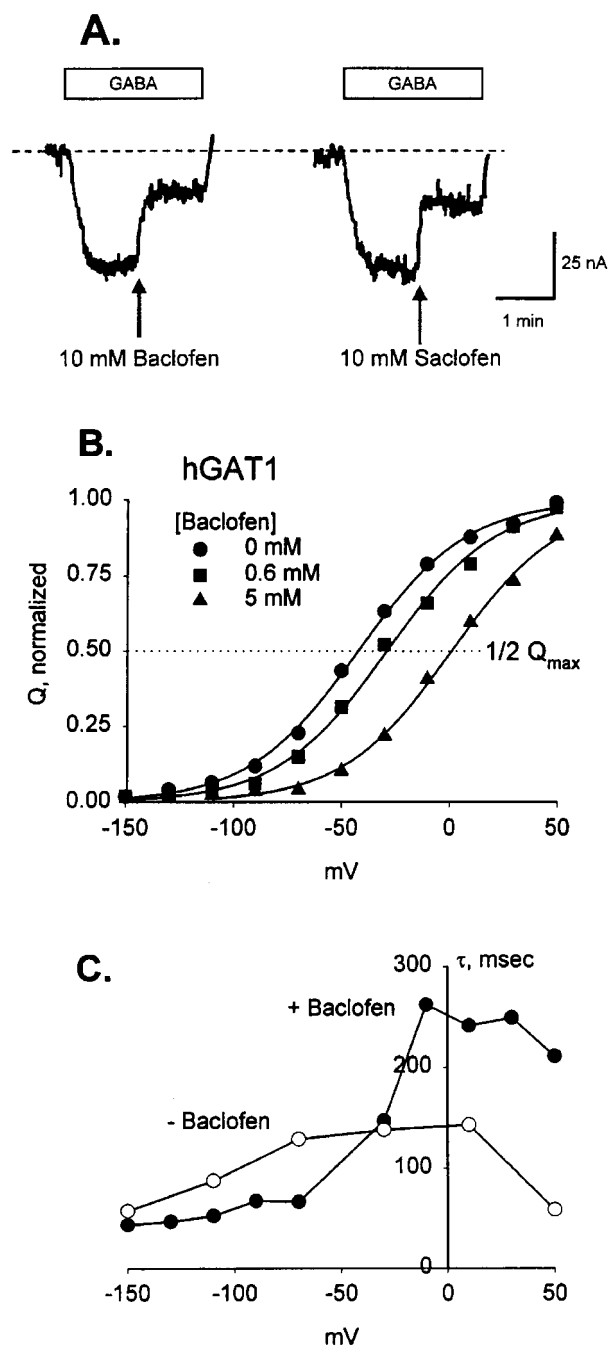 A.
GABA GABA
25 nA
1 min
10 mM Baclofen 10 mM Saclofen
B.
hGAT1
1.00
[Baclofen]
0 mM
0.75
0.6 mM
5 mM
Q, normalized
0.50
1/2 Qmax
0.25
0.00
-150 -100 -50 0 50
mV
C.
300 τ, msec
+ Baclofen
200
- Baclofen
100
0
-150 -100 -50 0 50
mV